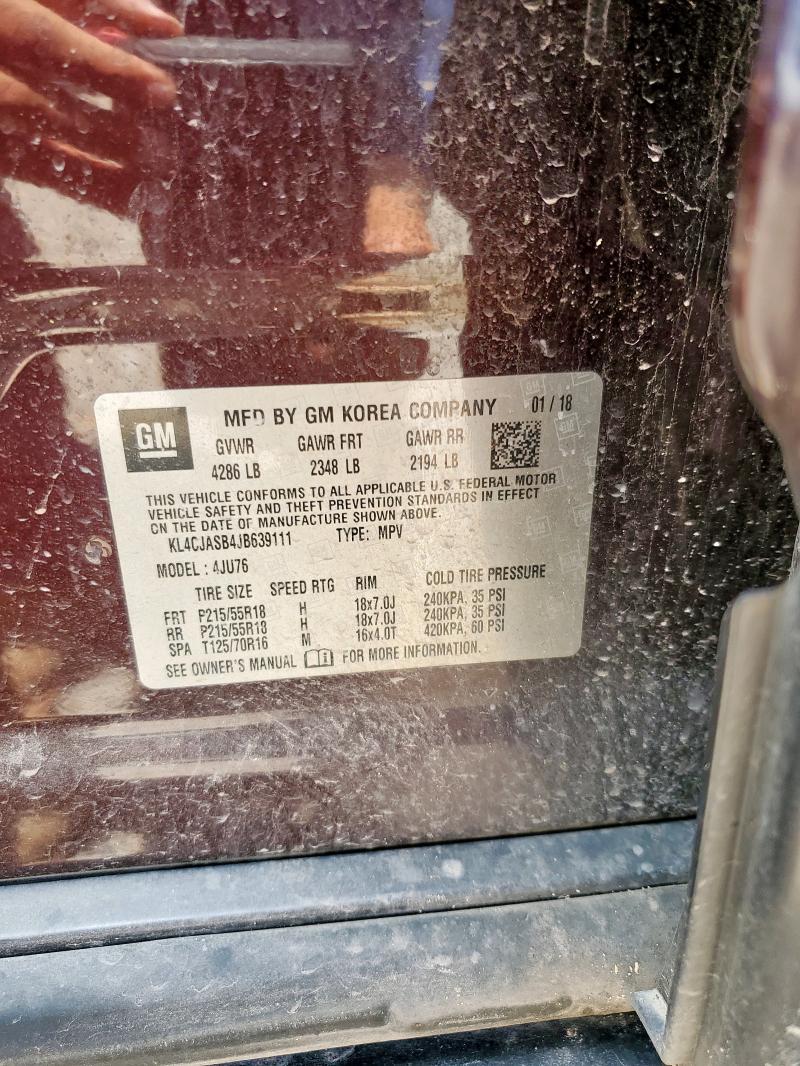 GM
MFD BY GM KOREA COMPANY 01 / 18
GVWR GAWR FRT GAWR RR
4286 LB 2348 LB 2194 LB
THIS VEHICLE CONFORMS TO ALL APPLICABLE U.S. FEDERAL MOTOR
VEHICLE SAFETY AND THEFT PREVENTION STANDARDS IN EFFECT
ON THE DATE OF MANUFACTURE SHOWN ABOVE.
KL4CJASB4JB639111 TYPE: MPV
MODEL : 4JU76
TIRE SIZE SPEED RTG RIM COLD TIRE PRESSURE
FRT P215/55R18 H 18x7.0J 240KPA, 35 PSI
RR P215/55R18 H 18x7.0J 240KPA, 35 PSI
SPA T125/70R16 M 16x4.0T 420KPA, 60 PSI
SEE OWNER'S MANUAL FOR MORE INFORMATION.